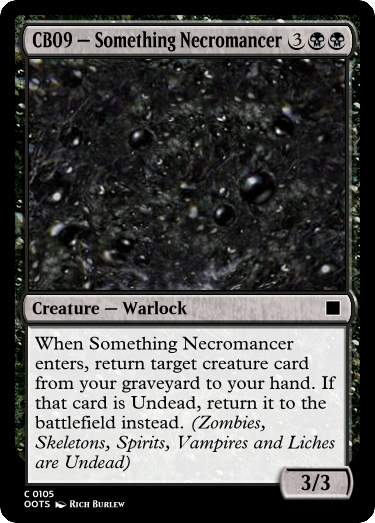 CB09 — Something Necromancer 3
Creature — Warlock
When Something Necromancer
enters, return target creature card
from your graveyard to your hand. If
that card is Undead, return it to the
battlefield instead. (Zombies,
Skeletons, Spirits, Vampires and Liches
are Undead)
3/3
C 0105
OOTS Rich Burlew